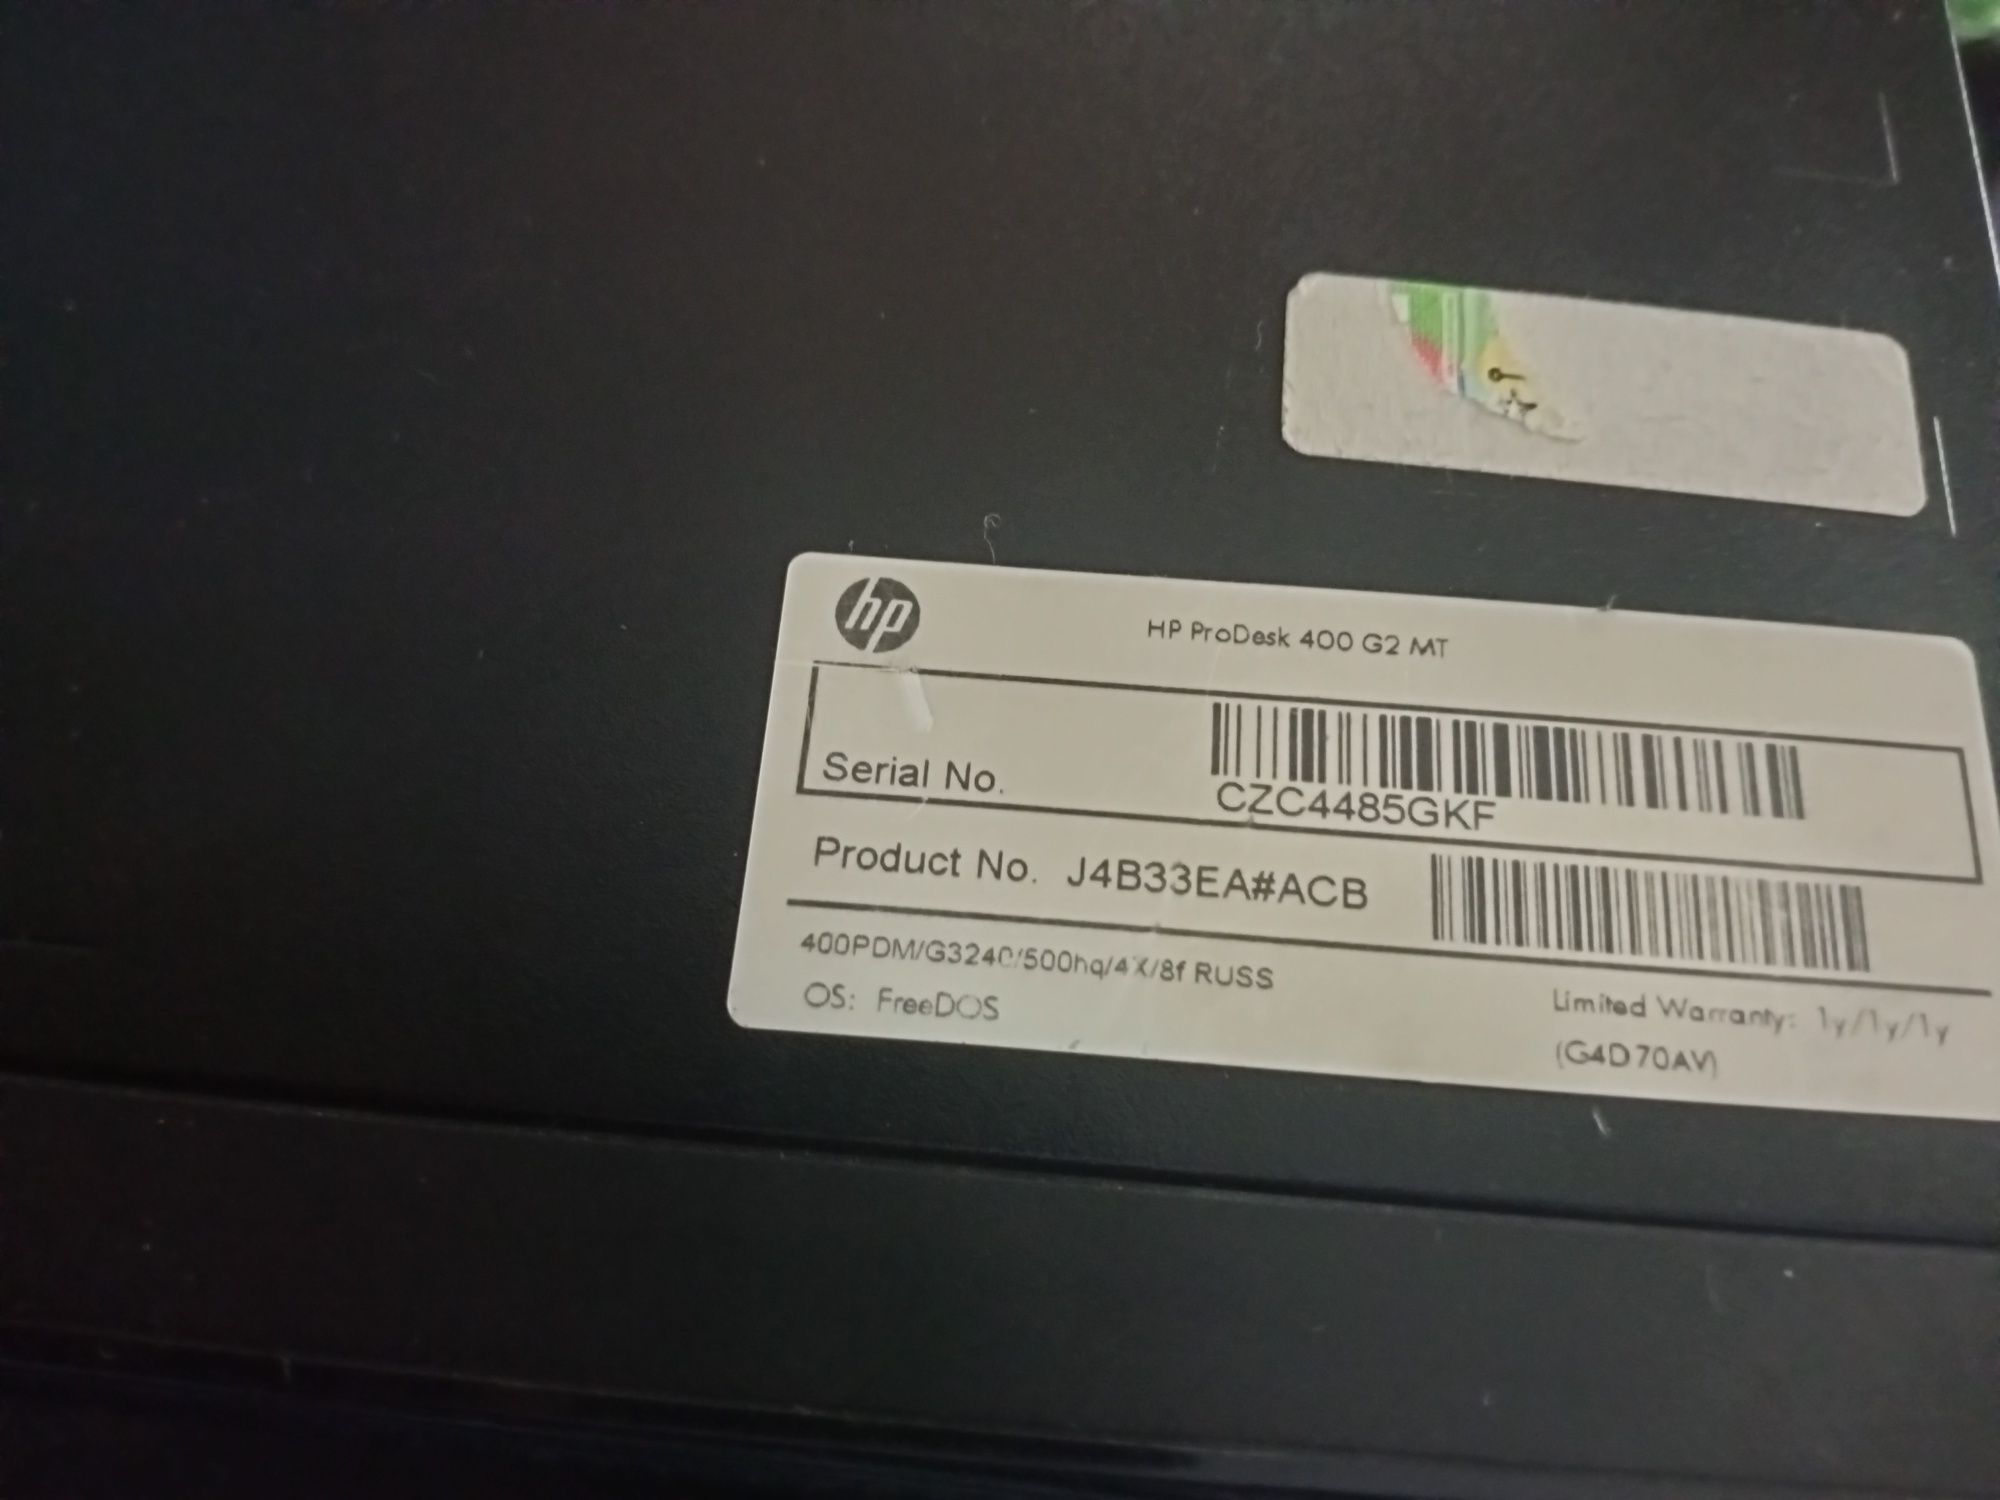 hp
HP ProDesk 400 G2 MT
Serial No.
CZC4485GKF
Product No. J4B33EA#ACB
400PDM/G3240/500hq/4X/8f RUSS
OS: FreeDOS
Limited Warranty: 1y/1y/1y
(G4D70AV)